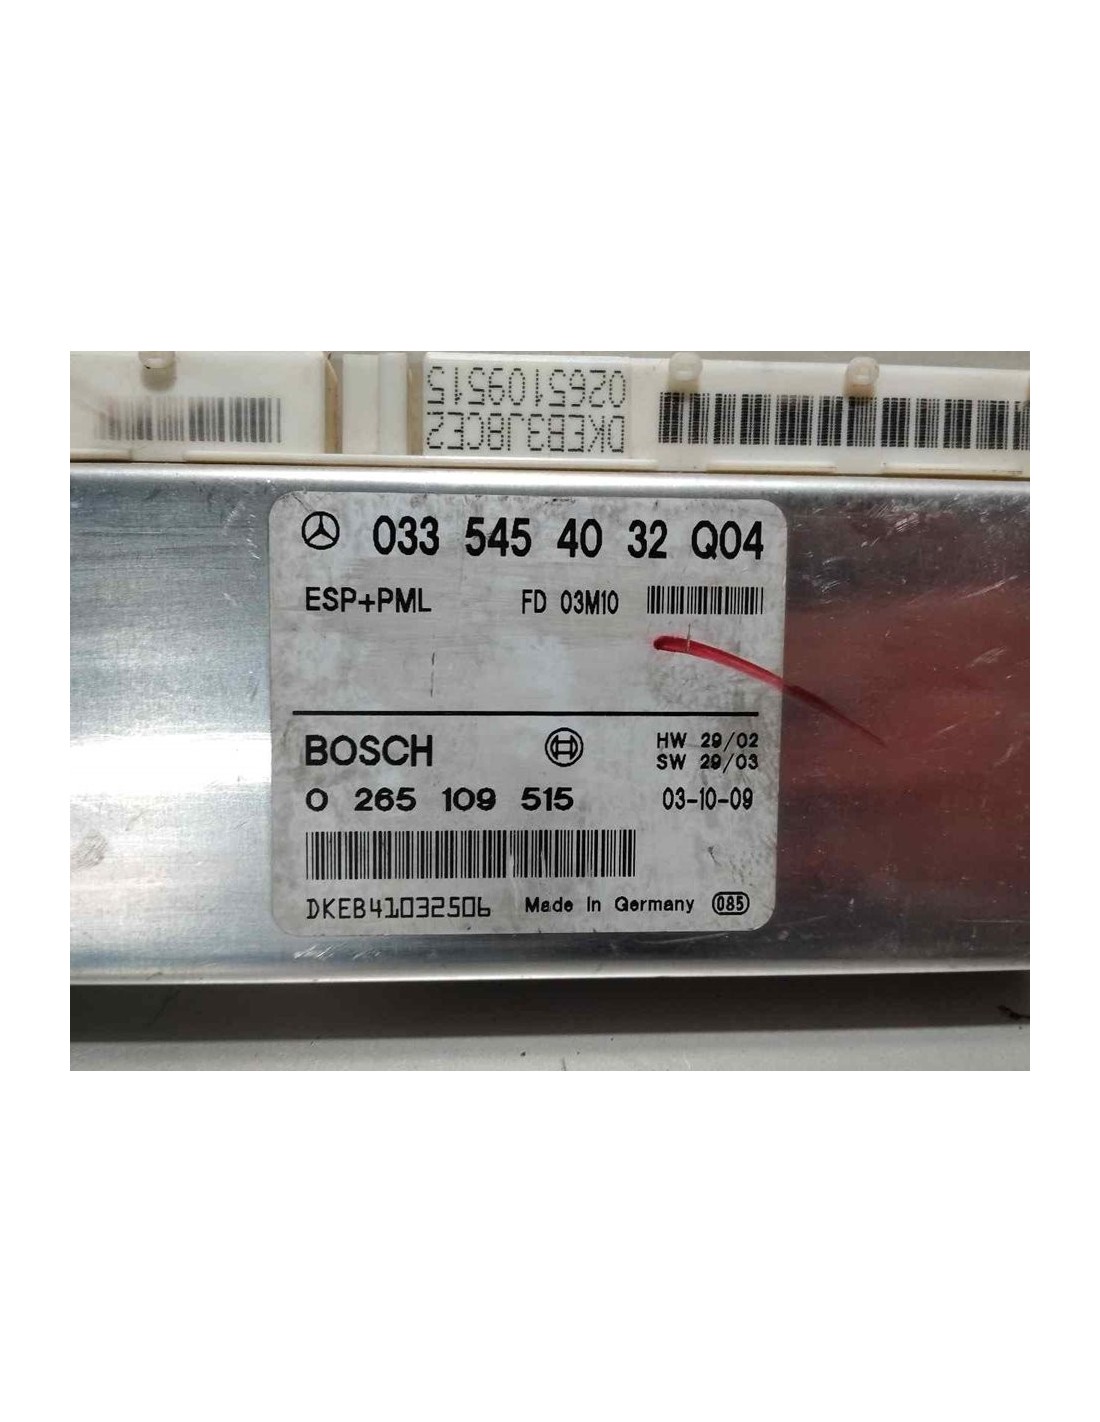 0265109515
DKEB3J8CE2
033 545 40 32 Q04
ESP+PML FD 03M10
BOSCH HW 29/02
SW 29/03
0 265 109 515 03-10-09
DKEB41032506 Made in Germany 085